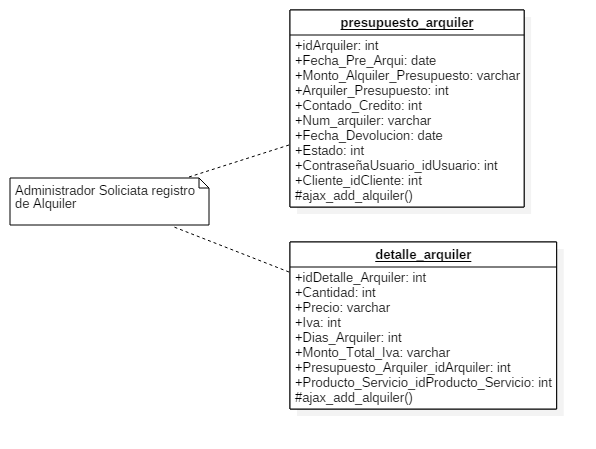 presupuesto_arquiler
+idArquiler: int
+Fecha_Pre_Arqui: date
+Monto_Alquiler_Presupuesto: varchar
+Arquiler_Presupuesto: int
+Contado_Credito: int
+Num_arquiler: varchar
+Fecha_Devolucion: date
+Estado: int
+ContraseñaUsuario_idUsuario: int
+Cliente_idCliente: int
#ajax_add_alquiler()
Administrador Soliciata registro
de Alquiler
detalle_arquiler
+idDetalle_Arquiler: int
+Cantidad: int
+Precio: varchar
+Iva: int
+Dias_Arquiler: int
+Monto_Total_Iva: varchar
+Presupuesto_Arquiler_idArquiler: int
+Producto_Servicio_idProducto_Servicio: int
#ajax_add_alquiler()